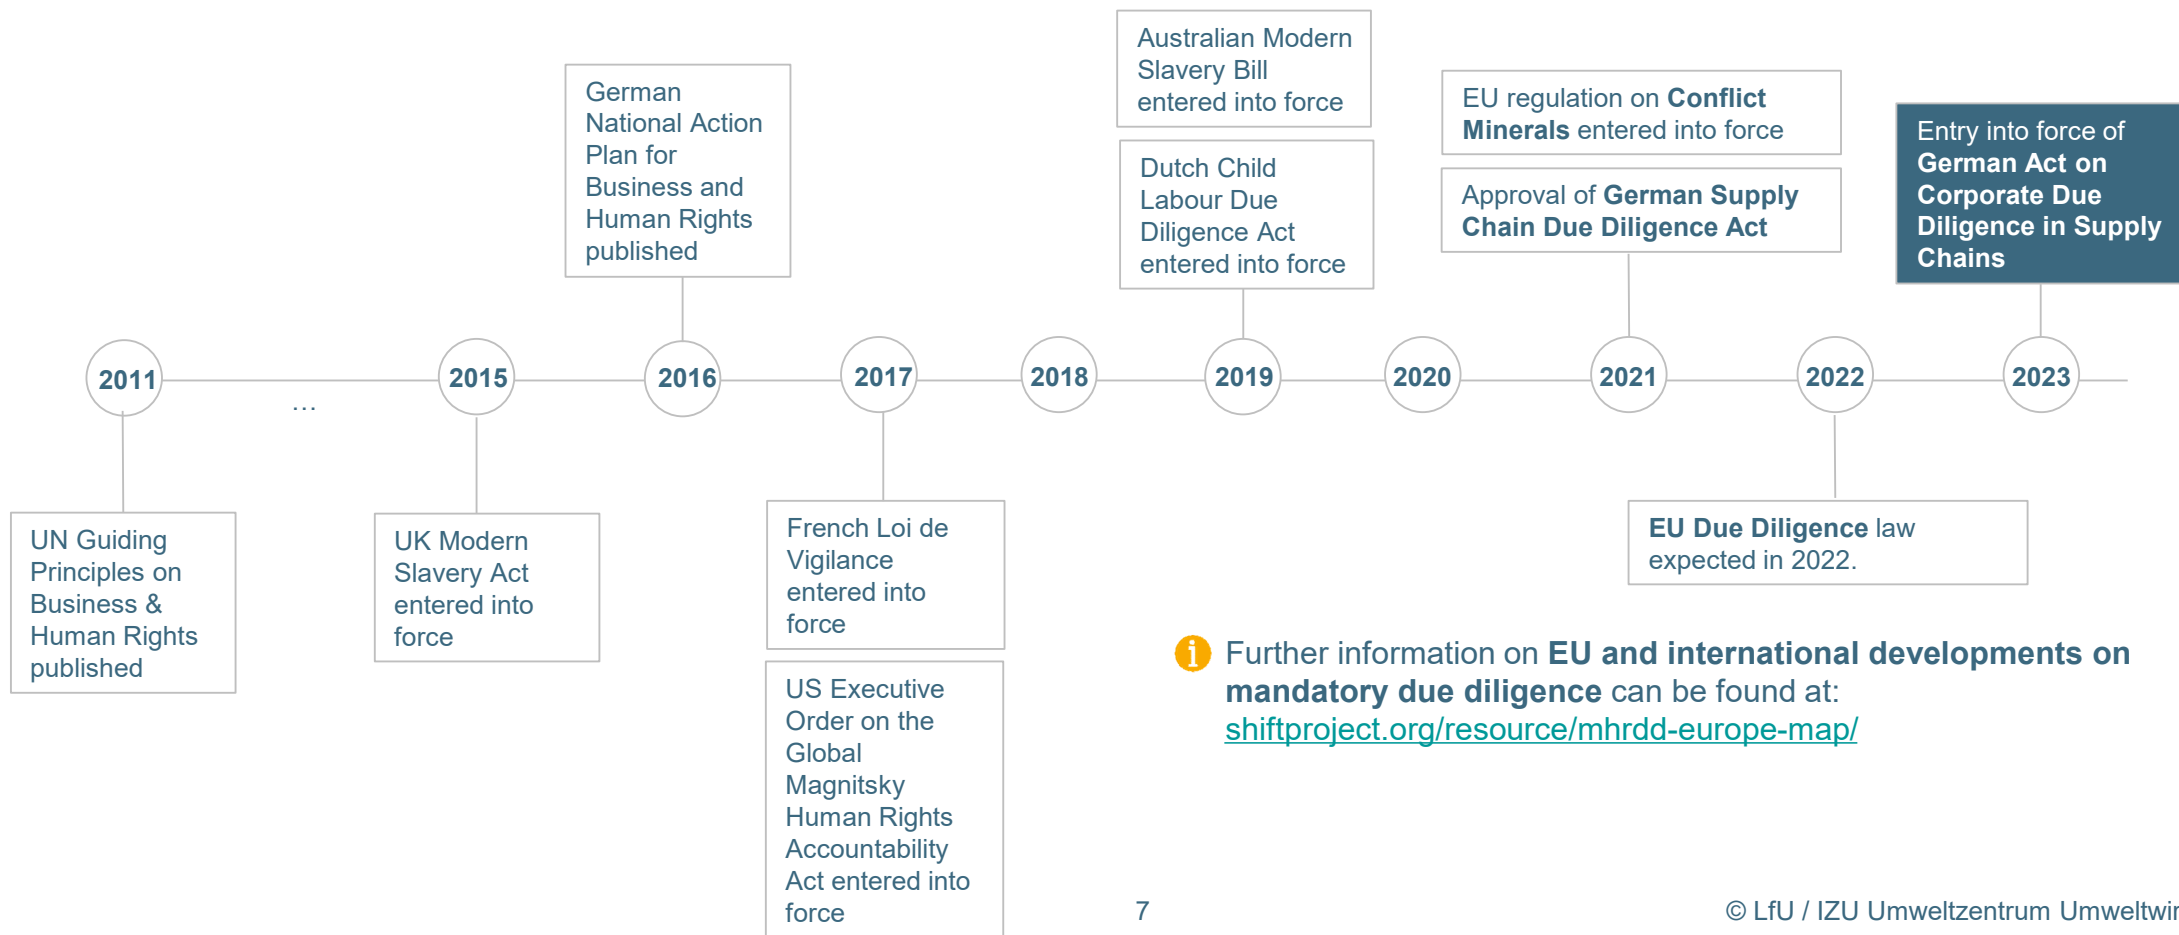 Australian Modern
Slavery Bill
entered into force
German
National Action
Plan for
Business and
Human Rights
published
EU regulation on Conflict
Minerals entered into force
Entry into force of
German Act on
Corporate Due
Diligence in Supply
Chains
Dutch Child
Labour Due
Diligence Act
entered into force
Approval of German Supply
Chain Due Diligence Act
2011
…
2015
2016
2017
2018
2019
2020
2021
2022
2023
UN Guiding
Principles on
Business &
Human Rights
published
UK Modern
Slavery Act
entered into
force
French Loi de
Vigilance
entered into
force
EU Due Diligence law
expected in 2022.
US Executive
Order on the
Global
Magnitsky
Human Rights
Accountability
Act entered into
force
i Further information on EU and international developments on
mandatory due diligence can be found at:
shiftproject.org/resource/mhrdd-europe-map/
7
© LfU / IZU Umweltzentrum